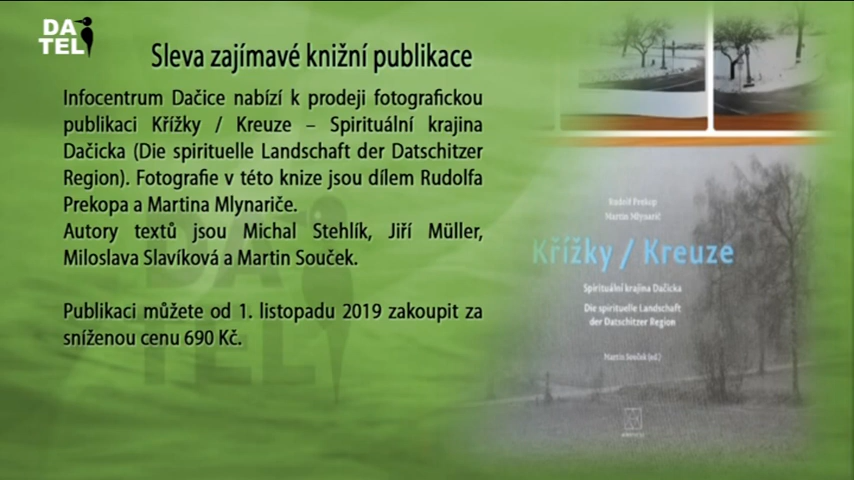 DA
TEL
Sleva zajímavé knižní publikace
Infocentrum Dačice nabízí k prodeji fotografickou
publikaci Křížky / Kreuze – Spirituální krajina
Dačicka (Die spirituelle Landschaft der Datschitzer
Region). Fotografie v této knize jsou dílem Rudolfa
Prekopa a Martina Mlynariče.
Autory textů jsou Michal Stehlík, Jiří Müller,
Miloslava Slavíková a Martin Souček.
Publikaci můžete od 1. listopadu 2019 zakoupit za
sníženou cenu 690 Kč.
Rudolf Prekop
Martin Mlynarič
Křížky / Kreuze
Spirituální krajina Dačicka
Die spirituelle Landschaft
der Datschitzer Region
Martin Souček (ed.)
DA
TEL